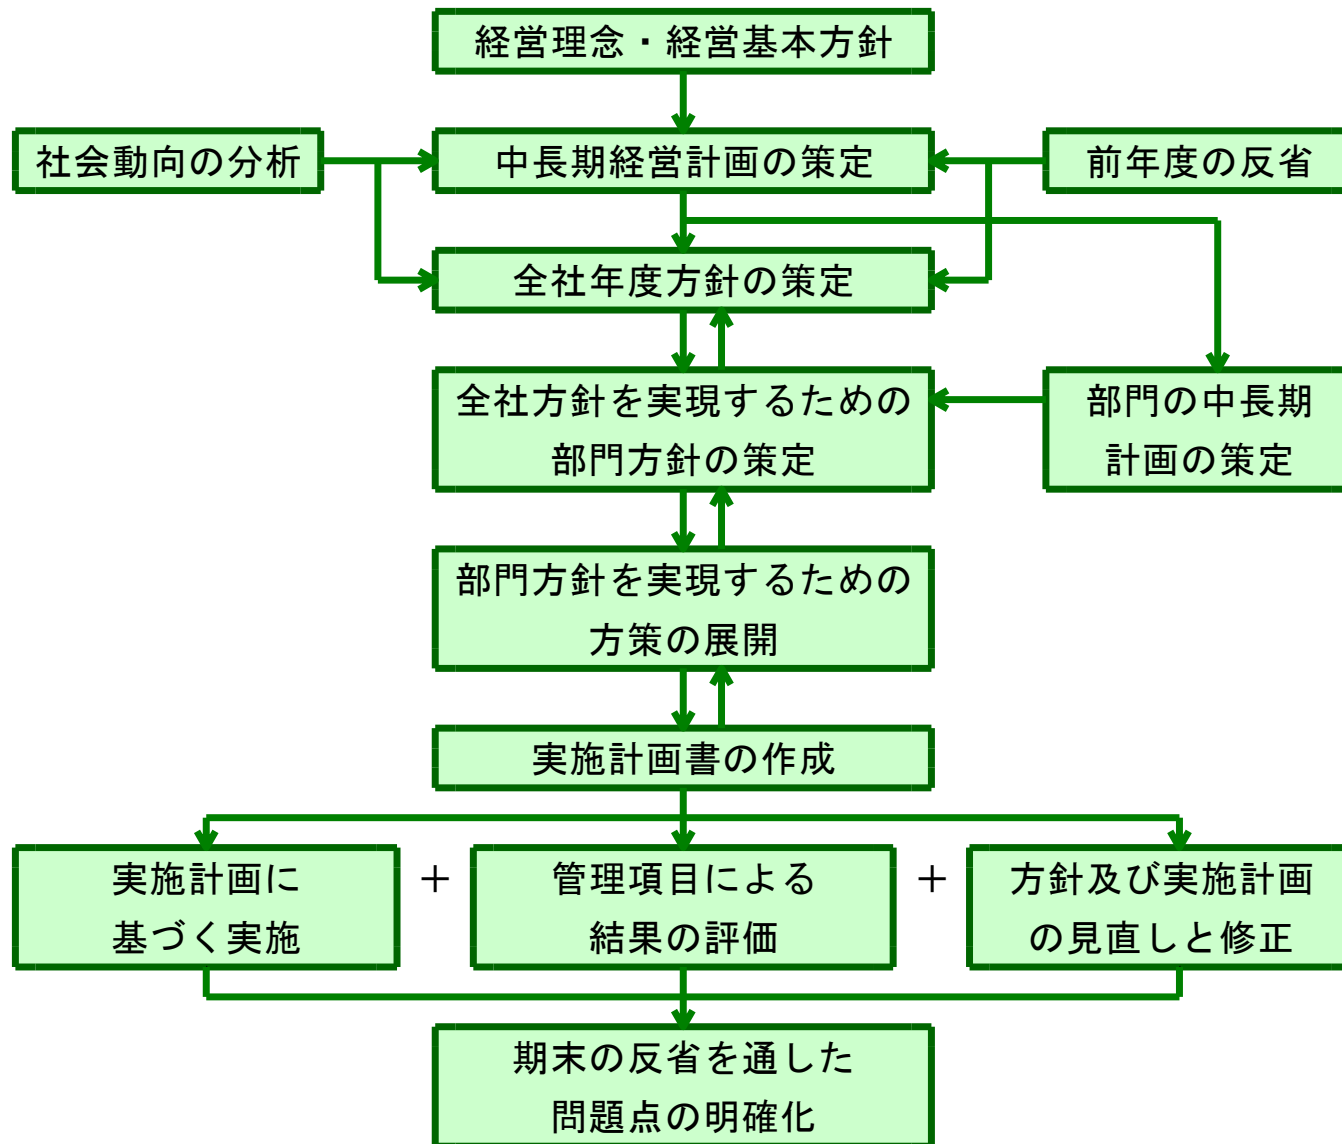 経営理念・経営基本方針
社会動向の分析
中長期経営計画の策定
前年度の反省
全社年度方針の策定
全社方針を実現するための
部門方針の策定
部門の中長期
計画の策定
部門方針を実現するための
方策の展開
実施計画書の作成
実施計画に
基づく実施
+
管理項目による
結果の評価
+
方針及び実施計画
の見直しと修正
期末の反省を通した
問題点の明確化